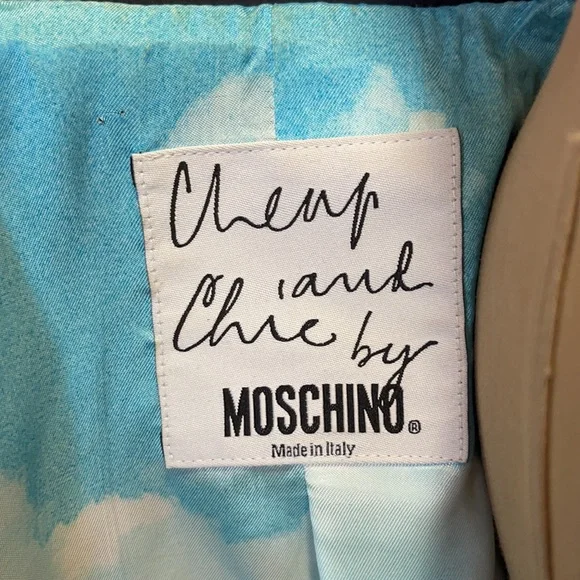 Cheap
and
Chic by
MOSCHINO®
Made in Italy